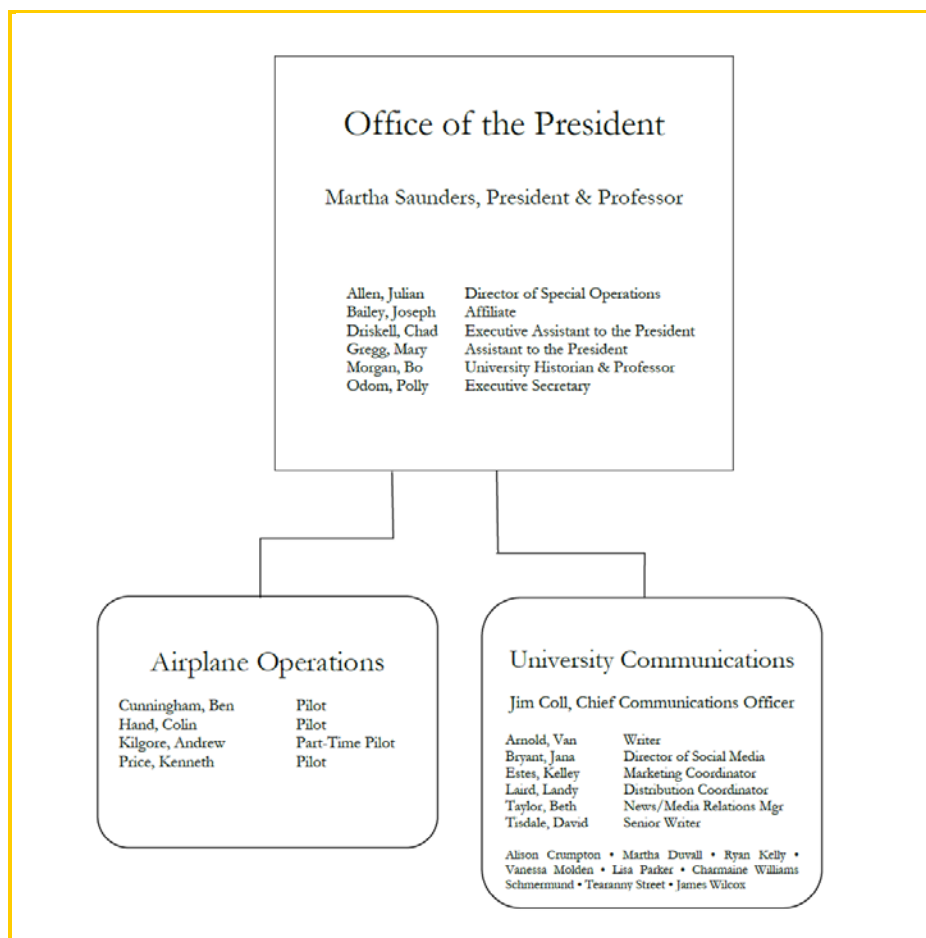 Office of the President
Martha Saunders, President & Professor
Allen, Julian Director of Special Operations
Bailey, Joseph Affiliate
Driskell, Chad Executive Assistant to the President
Gregg, Mary Assistant to the President
Morgan, Bo University Historian & Professor
Odom, Polly Executive Secretary
Airplane Operations
Cunningham, Ben Pilot
Hand, Colin Pilot
Kilgore, Andrew Part-Time Pilot
Price, Kenneth Pilot
University Communications
Jim Coll, Chief Communications Officer
Arnold, Van Writer
Bryant, Jana Director of Social Media
Estes, Kelley Marketing Coordinator
Laird, Landy Distribution Coordinator
Taylor, Beth News/Media Relations Mgr
Tisdale, David Senior Writer
Alison Crumpton • Martha Duvall • Ryan Kelly •
Vanessa Molden • Lisa Parker • Charmaine Williams
Schmermund • Tearanny Street • James Wilcox